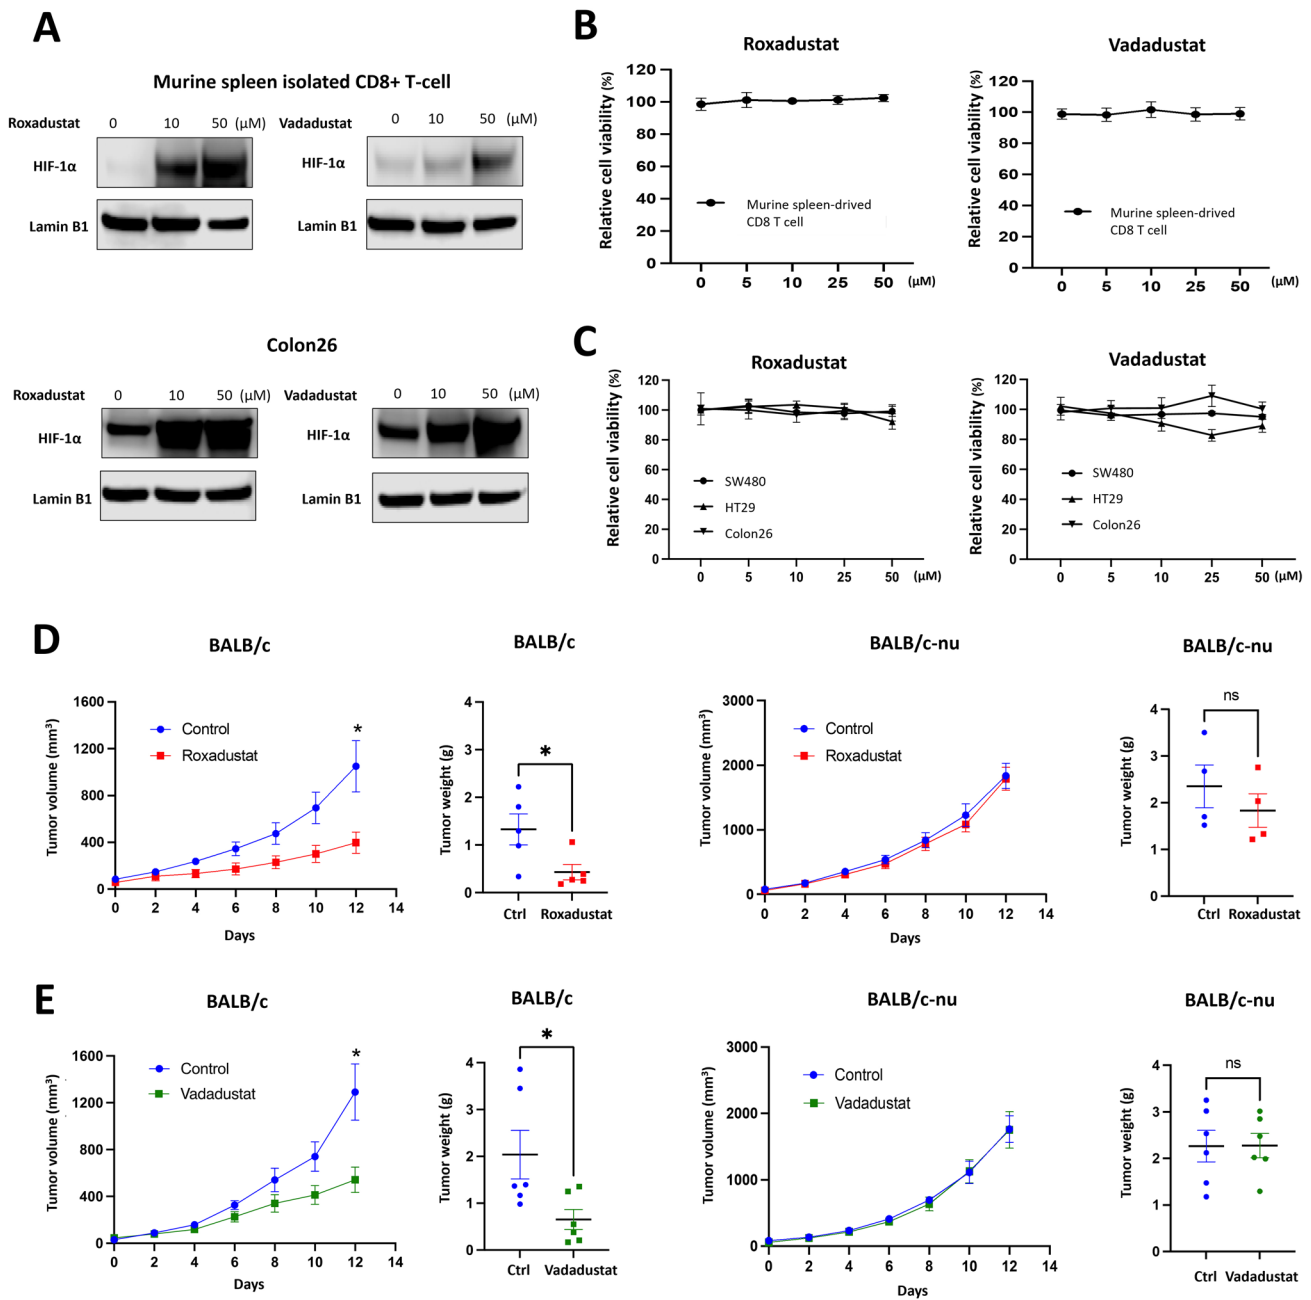 A
Murine spleen isolated CD8+ T-cell
Roxadustat 0 10 50 (μM)
HIF-1α
Lamin B1
Vadadustat 0 10 50 (μM)
HIF-1α
Lamin B1
Colon26
Roxadustat 0 10 50 (μM)
HIF-1α
Lamin B1
Vadadustat 0 10 50 (μM)
HIF-1α
Lamin B1
B
Roxadustat
Relative cell viability (%)
120
100
80
60
40
20
0
Murine spleen-drived
CD8 T cell
0 5 10 25 50 (μM)
Vadadustat
Relative cell viability (%)
120
100
80
60
40
20
0
Murine spleen-drived
CD8 T cell
0 5 10 25 50 (μM)
C
Roxadustat
Relative cell viability (%)
120
100
80
60
40
20
0
SW480
HT29
Colon26
0 5 10 25 50 (μM)
Vadadustat
Relative cell viability (%)
120
100
80
60
40
20
0
SW480
HT29
Colon26
0 5 10 25 50 (μM)
D
BALB/c
Tumor volume (mm³)
1600
1200
800
400
0
Control
Roxadustat
*
0 2 4 6 8 10 12 14
Days
BALB/c
Tumor weight (g)
4
3
2
1
0
*
Ctrl Roxadustat
BALB/c-nu
Tumor volume (mm³)
3000
2000
1000
0
Control
Roxadustat
0 2 4 6 8 10 12 14
Days
BALB/c-nu
Tumor weight (g)
4
3
2
1
0
ns
Ctrl Roxadustat
E
BALB/c
Tumor volume (mm³)
1600
1200
800
400
0
Control
Vadadustat
*
0 2 4 6 8 10 12 14
Days
BALB/c
Tumor weight (g)
4
3
2
1
0
*
Ctrl Vadadustat
BALB/c-nu
Tumor volume (mm³)
3000
2000
1000
0
Control
Vadadustat
0 2 4 6 8 10 12 14
Days
BALB/c-nu
Tumor weight (g)
4
3
2
1
0
ns
Ctrl Vadadustat